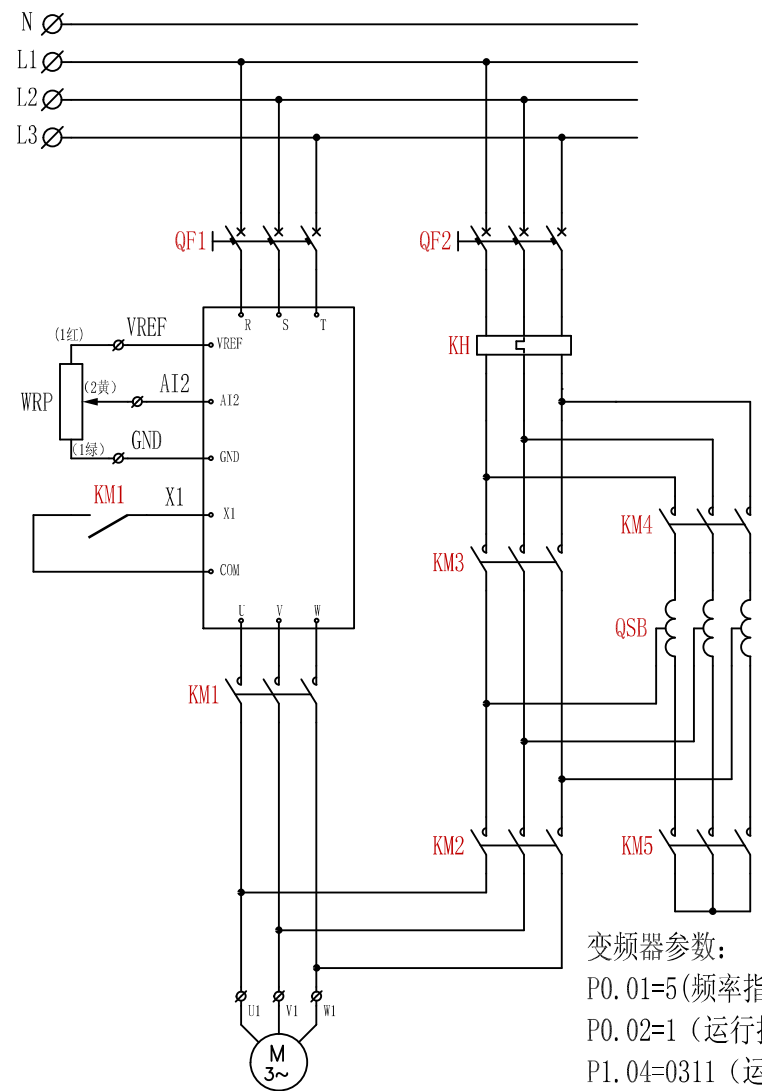 N
L1
L2
L3
QF1
QF2
R S T
KH
(1红)
VREF
VREF
WRP
(2黄)
AI2
AI2
(1绿)
GND
GND
KM1
X1
X1
COM
KM4
KM3
QSB
U V W
KM1
KM2
KM5
变频器参数:
P0.01=5(频率指
P0.02=1 (运行
P1.04=0311 (运
U1 V1 W1
M
3~